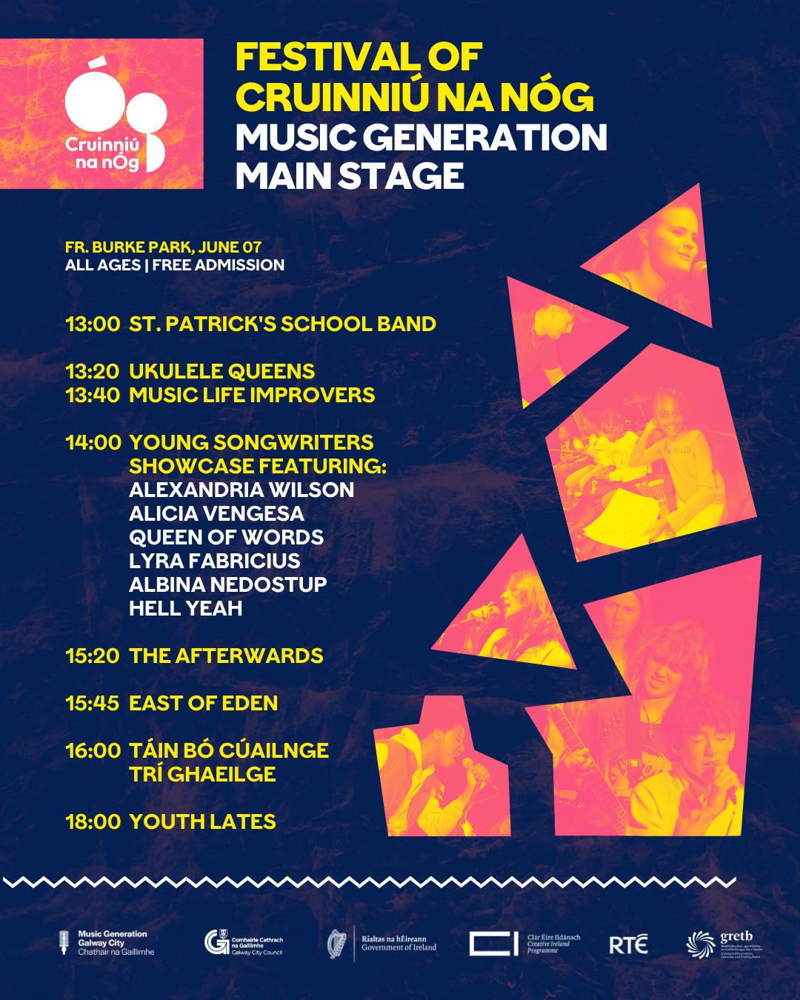 Cruinniú
na nÓg
FESTIVAL OF
CRUINNIÚ NA NÓG
MUSIC GENERATION
MAIN STAGE
FR. BURKE PARK, JUNE 07
ALL AGES | FREE ADMISSION
13:00 ST. PATRICK'S SCHOOL BAND
13:20 UKULELE QUEENS
13:40 MUSIC LIFE IMPROVERS
14:00 YOUNG SONGWRITERS
SHOWCASE FEATURING:
ALEXANDRIA WILSON
ALICIA VENGESA
QUEEN OF WORDS
LYRA FABRICIUS
ALBINA NEDOSTUP
HELL YEAH
15:20 THE AFTERWARDS
15:45 EAST OF EDEN
16:00 TÁIN BÓ CÚAILNGE
TRÍ GHAEILGE
18:00 YOUTH LATES
Music Generation
Galway City
Chathair na Gaillimhe
Comhairle Cathrach
na Gaillimhe
Galway City Council
Rialtas na hÉireann
Government of Ireland
Clár Éire Ildánach
Creative Ireland
Programme
RTÉ
gretb
Education and Training Board